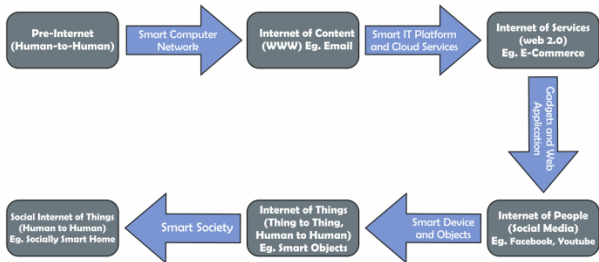 Pre-Internet
(Human-to-Human)
Smart Computer
Network
Internet of Content
(WWW) Eg. Email
Smart IT Platform
and Cloud Services
Internet of Services
(web 2.0)
Eg. E-Commerce
Gadgets and Web
Application
Internet of People
(Social Media)
Eg. Facebook, Youtube
Smart Device
and Objects
Internet of Things
(Thing to Thing,
Human to Human)
Eg. Smart Objects
Smart Society
Social Internet of Things
(Human to Human)
Eg. Socially Smart Home